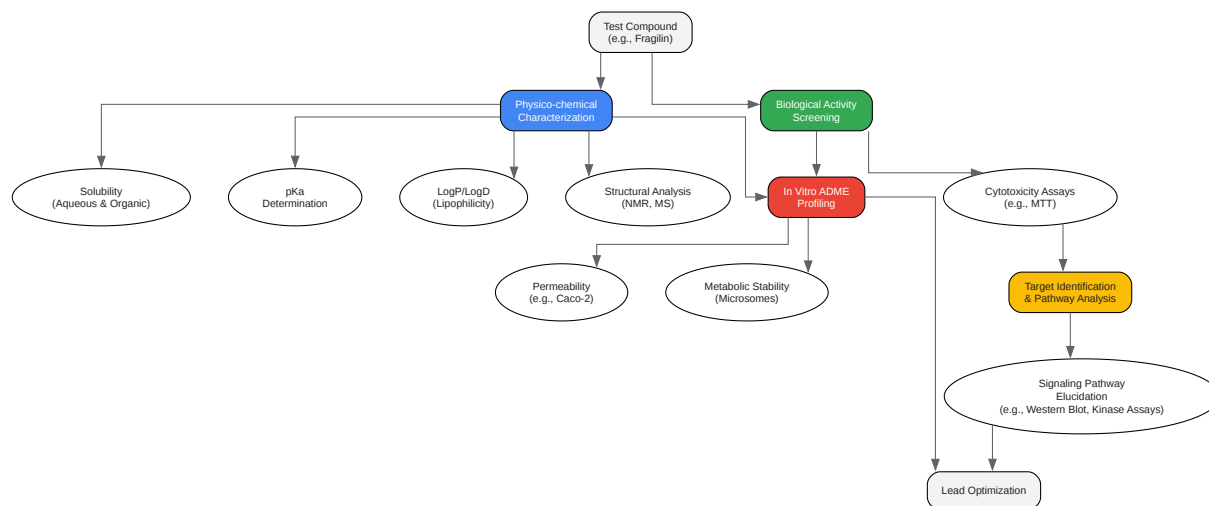 Test Compound
(e.g., Fragilin)
Physico-chemical
Characterization
Biological Activity
Screening
Solubility
(Aqueous & Organic)
pKa
Determination
LogP/LogD
(Lipophilicity)
Structural Analysis
(NMR, MS)
In Vitro ADME
Profiling
Cytotoxicity Assays
(e.g., MTT)
Permeability
(e.g., Caco-2)
Metabolic Stability
(Microsomes)
Target Identification
& Pathway Analysis
Signaling Pathway
Elucidation
(e.g., Western Blot, Kinase Assays)
Lead Optimization